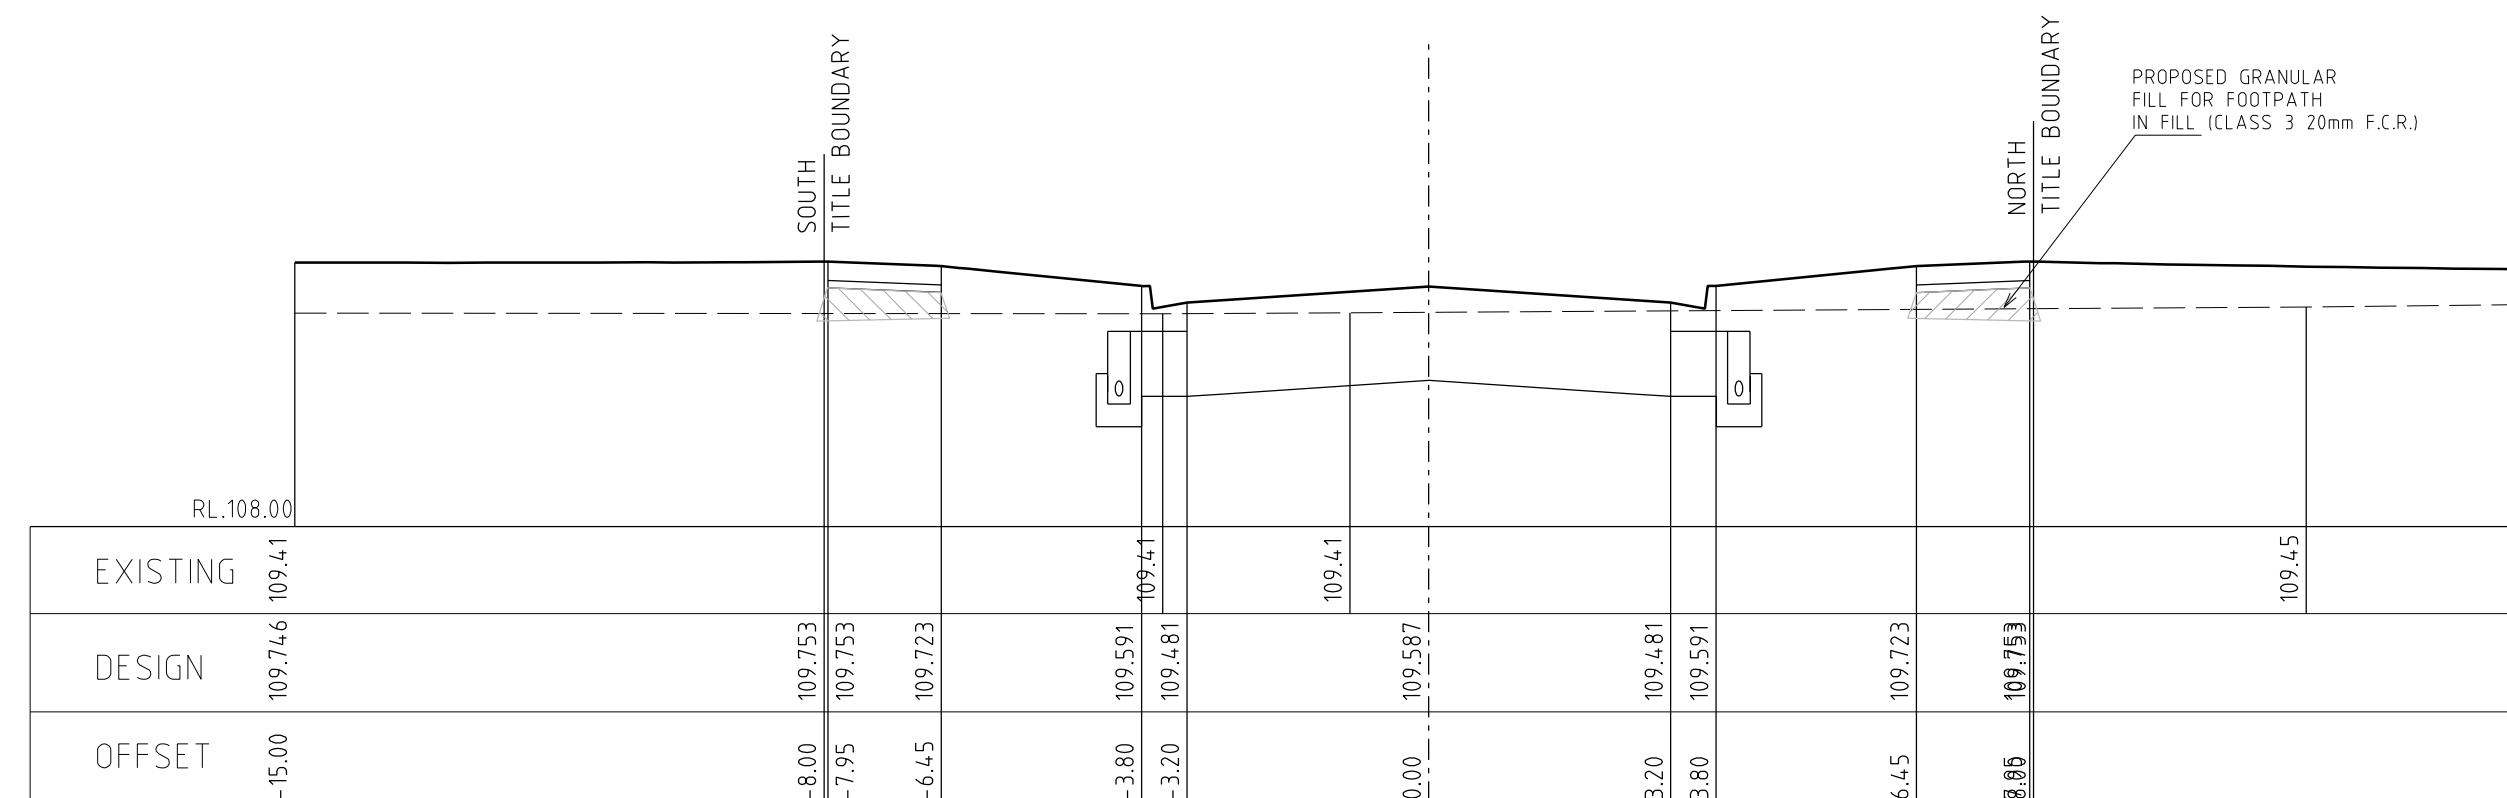 SOUTH
TITLE BOUNDARY
NORTH
TITLE BOUNDARY
PROPOSED GRANULAR
FILL FOR FOOTPATH
IN FILL (CLASS 3 20mm F.C.R.)
RL.108.00
EXISTING
109.41
109.41
109.41
109.45
DESIGN
109.746
109.753
109.753
109.723
109.591
109.481
109.587
109.481
109.591
109.723
109.753
OFFSET
-15.00
-8.00
-7.95
-6.45
-3.80
-3.20
0.00
3.20
3.80
6.45